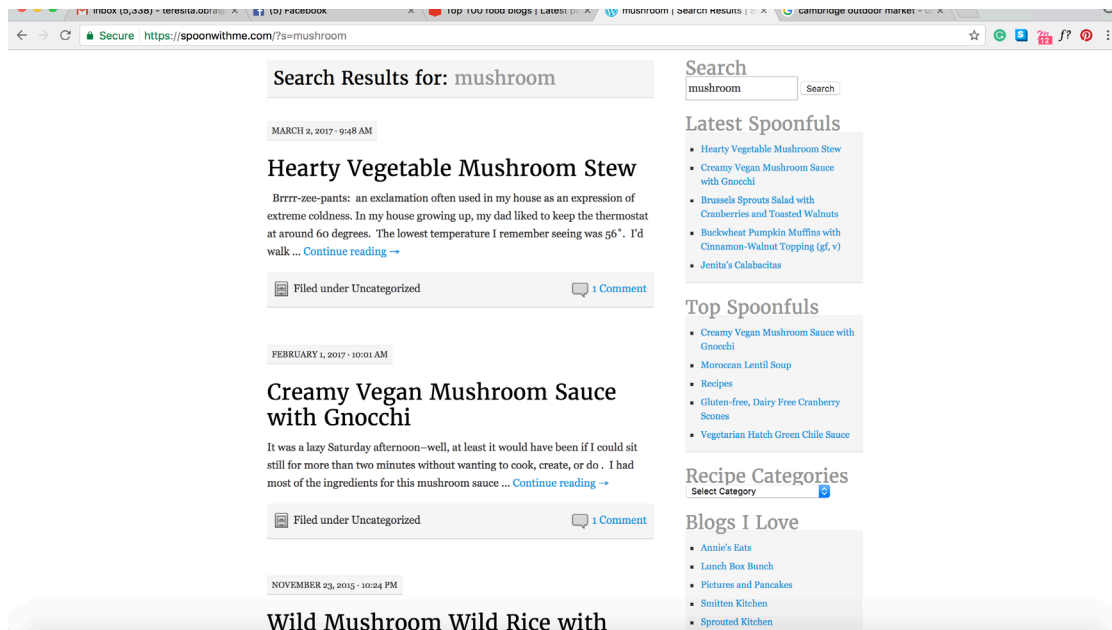 Inbox (5,338) - teresita.obra
(5) Facebook
Top 100 food blogs | Latest
mushroom | Search Results |
cambridge outdoor market -
Secure https://spoonwithme.com/?s=mushroom
12
f?
Search Results for: mushroom
MARCH 2, 2017 · 9:48 AM
Hearty Vegetable Mushroom Stew
Brrrr-zee-pants: an exclamation often used in my house as an expression of
extreme coldness. In my house growing up, my dad liked to keep the thermostat
at around 60 degrees. The lowest temperature I remember seeing was 56˚. I'd
walk ... Continue reading →
Filed under Uncategorized
1 Comment
FEBRUARY 1, 2017 · 10:01 AM
Creamy Vegan Mushroom Sauce
with Gnocchi
It was a lazy Saturday afternoon–well, at least it would have been if I could sit
still for more than two minutes without wanting to cook, create, or do . I had
most of the ingredients for this mushroom sauce ... Continue reading →
Filed under Uncategorized
1 Comment
NOVEMBER 23, 2015 · 10:24 PM
Wild Mushroom Wild Rice with
Search
mushroom
Search
Latest Spoonfuls
Hearty Vegetable Mushroom Stew
Creamy Vegan Mushroom Sauce
with Gnocchi
Brussels Sprouts Salad with
Cranberries and Toasted Walnuts
Buckwheat Pumpkin Muffins with
Cinnamon-Walnut Topping (gf, v)
Jenita's Calabacitas
Top Spoonfuls
Creamy Vegan Mushroom Sauce with
Gnocchi
Moroccan Lentil Soup
Recipes
Gluten-free, Dairy Free Cranberry
Scones
Vegetarian Hatch Green Chile Sauce
Recipe Categories
Select Category
Blogs I Love
Annie's Eats
Lunch Box Bunch
Pictures and Pancakes
Smitten Kitchen
Sprouted Kitchen